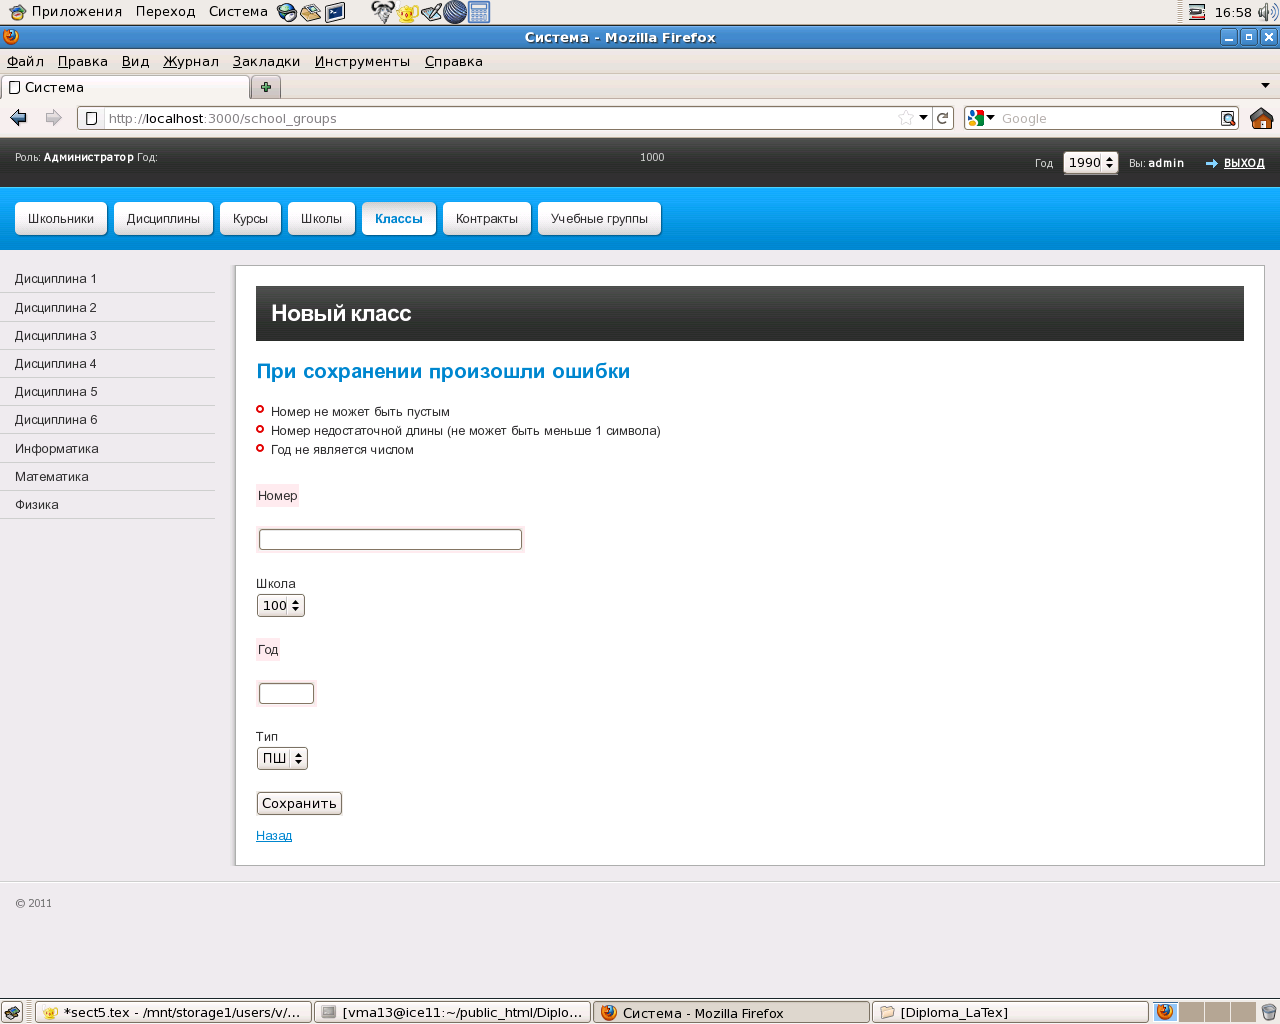 Приложения Переход Система 16:58
Система - Mozilla Firefox
Файл Правка Вид Журнал Закладки Инструменты Справка
Система
http://localhost:3000/school_groups Google
Роль: Администратор Год: 1000 Год 1990 Вы: admin ВЫХОД
Школьники Дисциплины Курсы Школы Классы Контракты Учебные группы
Дисциплина 1
Дисциплина 2
Дисциплина 3
Дисциплина 4
Дисциплина 5
Дисциплина 6
Информатика
Математика
Физика
Новый класс
При сохранении произошли ошибки
Номер не может быть пустым
Номер недостаточной длины (не может быть меньше 1 символа)
Год не является числом
Номер
Школа
100
Год
Тип
ПШ
Сохранить
Назад
© 2011
*sect5.tex - /mnt/storage1/users/v/... [vma13@ice11:~/public_html/Diplo... Система - Mozilla Firefox [Diploma_LaTex]